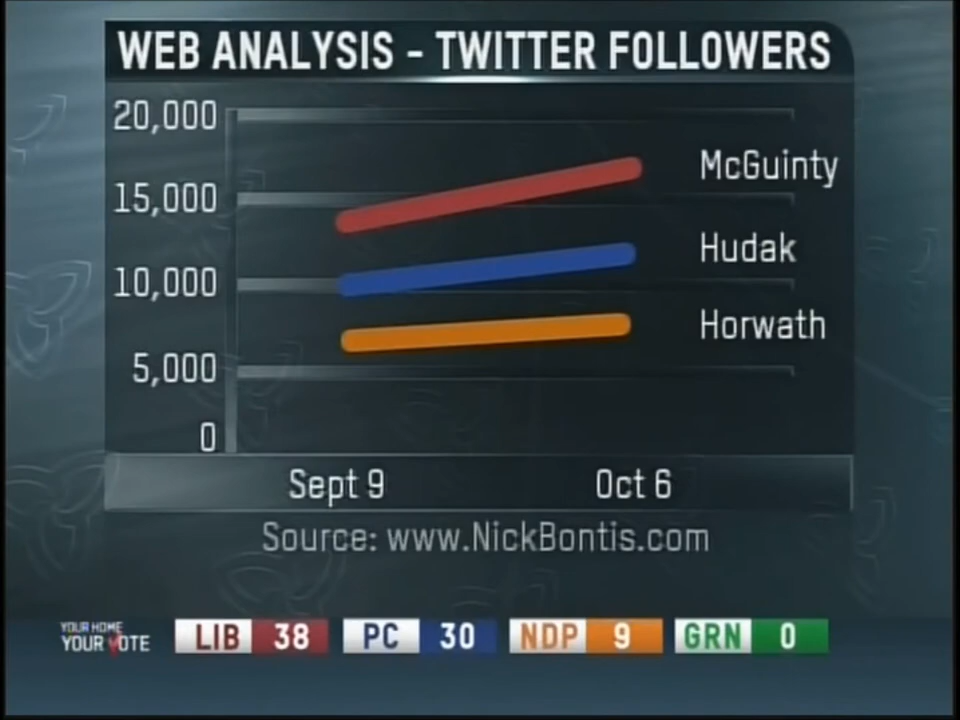 WEB ANALYSIS - TWITTER FOLLOWERS
20,000
McGuinty
15,000
Hudak
10,000
Horwath
5,000
0
Sept 9 Oct 6
Source: www.NickBontis.com
YOUR HOME
YOUR VOTE
LIB 38 PC 30 NDP 9 GRN 0